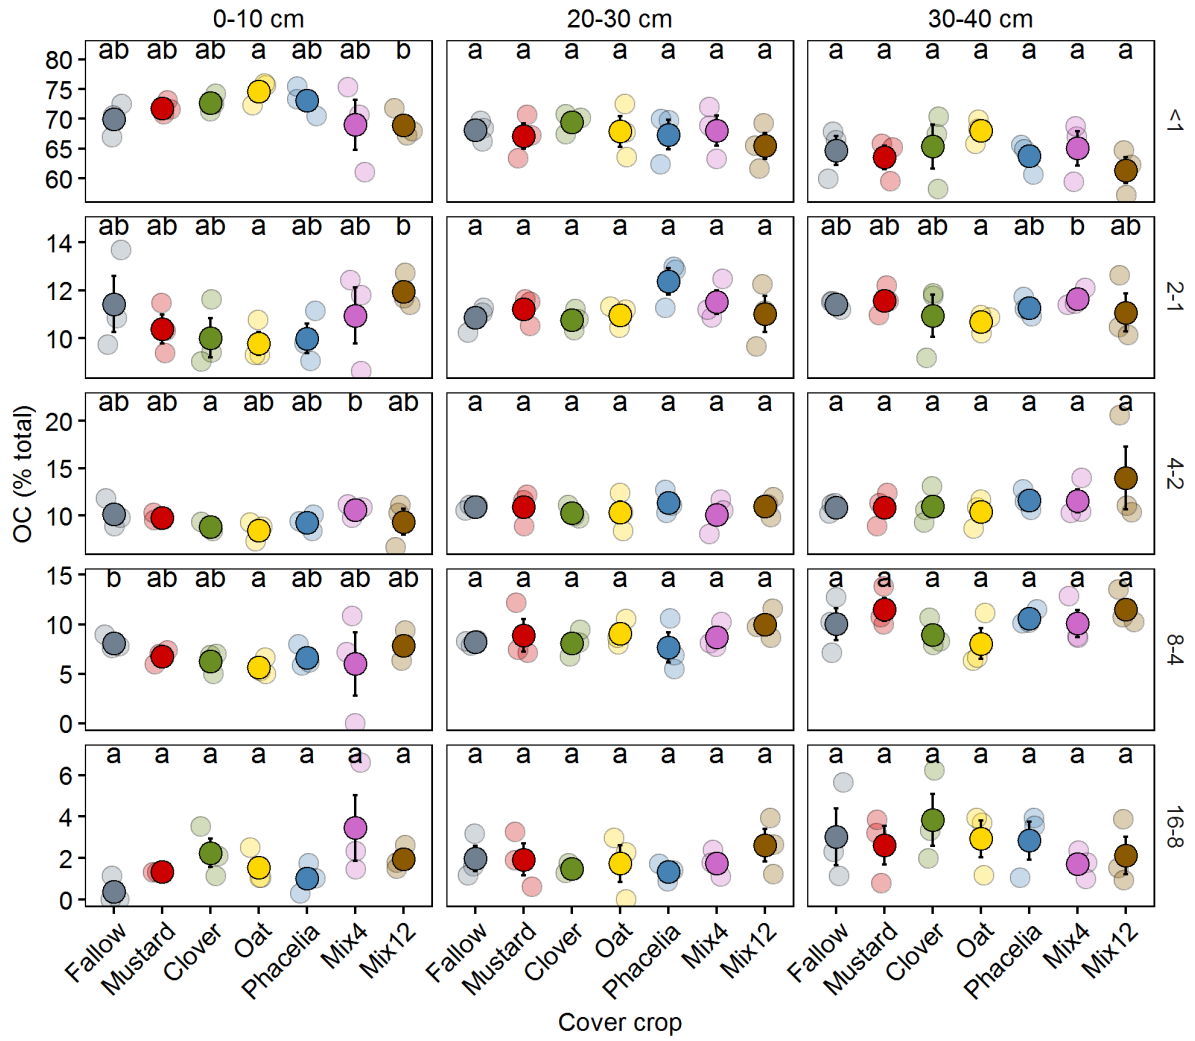 0-10 cm 20-30 cm 30-40 cm
ab ab ab a ab ab b a a a a a a a a a a a a a a
80
75
70
65
60
<1
ab ab ab a ab ab b a a a a a a a ab ab ab a ab b ab
14
12
10
2-1
ab ab a ab ab b ab a a a a a a a a a a a a a a
20
15
10
4-2
b ab ab a ab ab ab a a a a a a a a a a a a a a
15
10
5
0
8-4
a a a a a a a a a a a a a a a a a a a a a
6
4
2
0
16-8
OC (% total)
Fallow Mustard Clover Oat Phacelia Mix4 Mix12 Fallow Mustard Clover Oat Phacelia Mix4 Mix12 Fallow Mustard Clover Oat Phacelia Mix4 Mix12
Cover crop